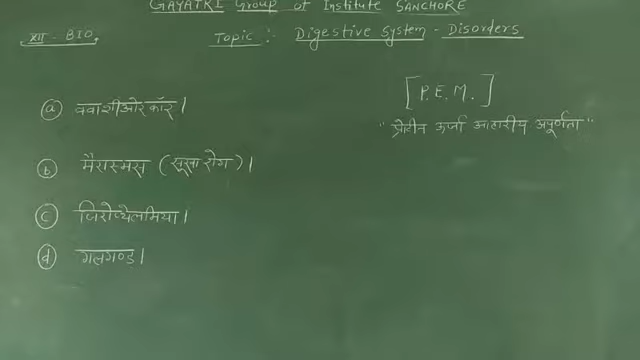 GAYATRI Group of Institute SANCHORE
XII - BIO. Topic :- Digestive System - Disorders
(a) क्वाशीओरकॉर।
[P.E.M.]
"प्रोटीन ऊर्जा आहारीय अपूर्णता"
(b) मैरास्मस (सूखा रोग)।
(c) जिरोप्थैलमिया।
(d) गलगण्ड।